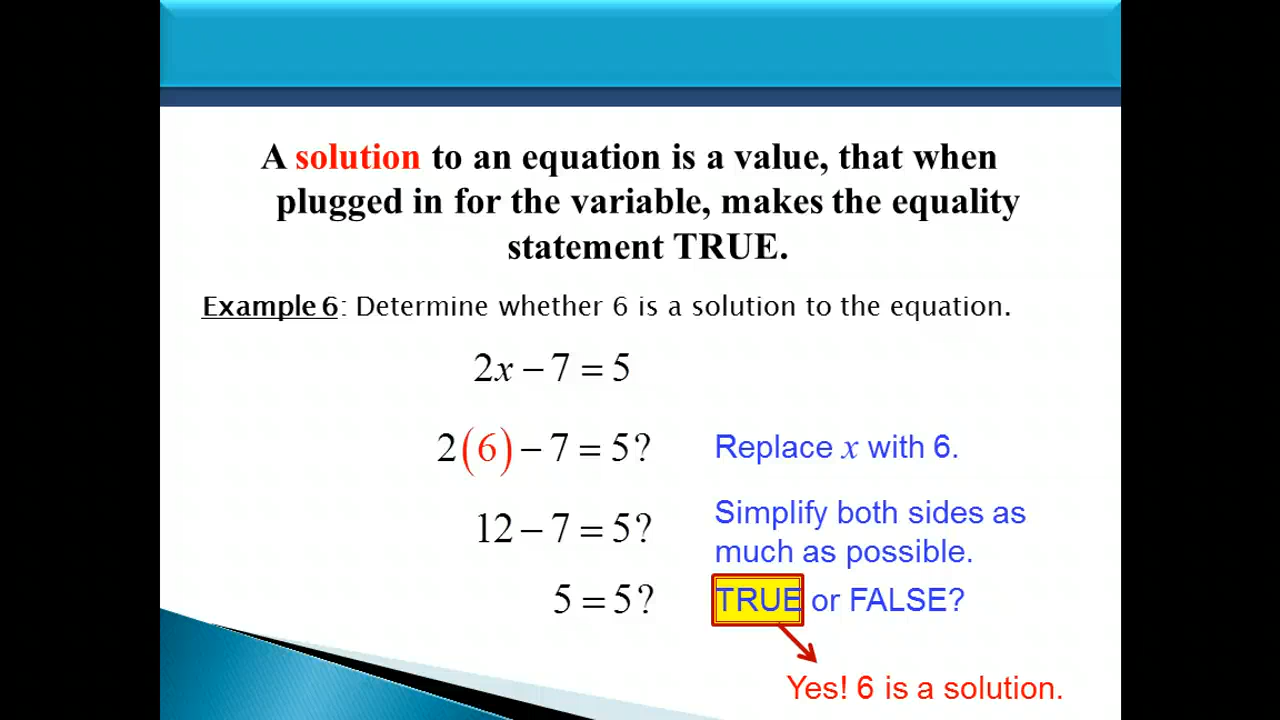 A solution to an equation is a value, that when
plugged in for the variable, makes the equality
statement TRUE.
Example 6: Determine whether 6 is a solution to the equation.
2x − 7 = 5
2(6) − 7 = 5? Replace x with 6.
12 − 7 = 5? Simplify both sides as
much as possible.
5 = 5? TRUE or FALSE?
Yes! 6 is a solution.